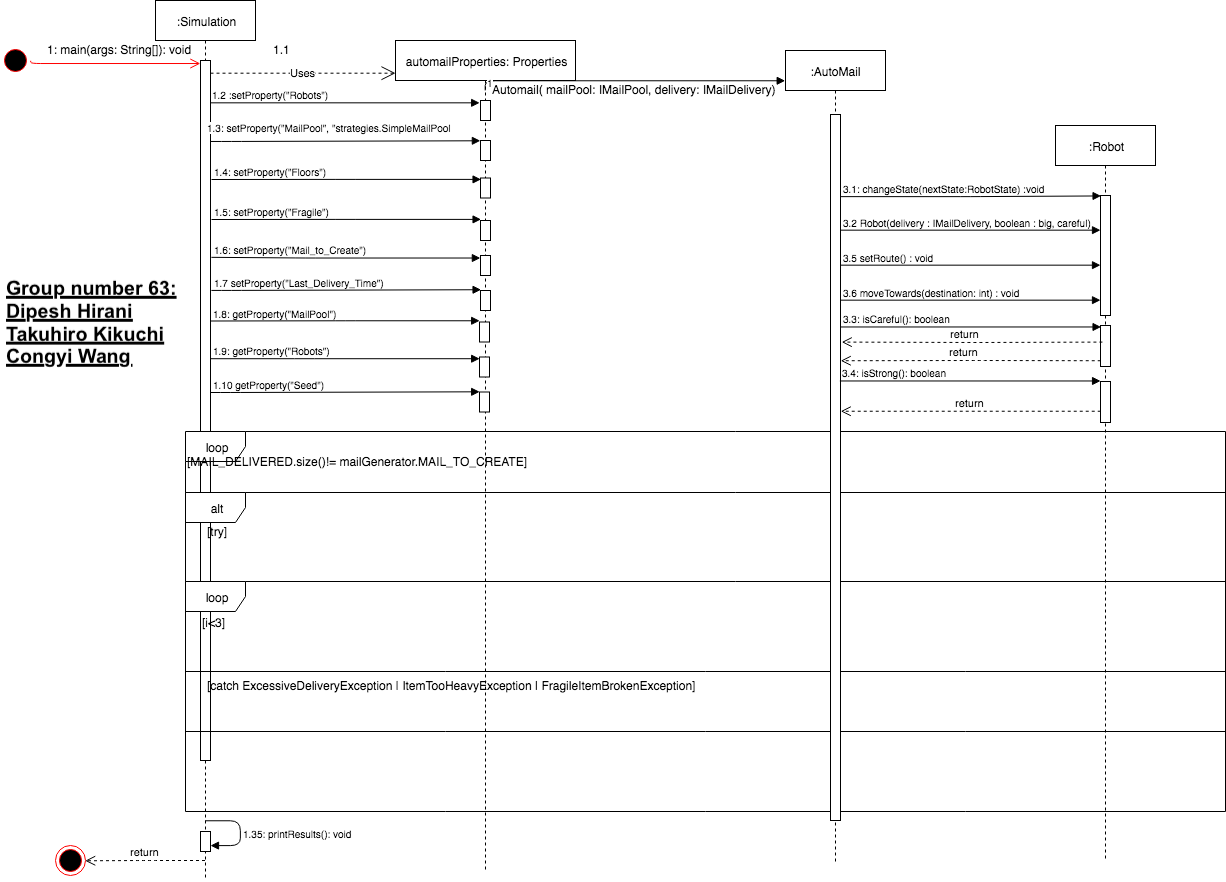 :Simulation
1: main(args: String[]): void
1.1
automailProperties: Properties
:AutoMail
Uses
Automail( mailPool: IMailPool, delivery: IMailDelivery)
1.2 :setProperty("Robots")
1.3: setProperty("MailPool", "strategies.SimpleMailPool
:Robot
1.4: setProperty("Floors")
3.1: changeState(nextState:RobotState) :void
1.5: setProperty("Fragile")
3.2 Robot(delivery : IMailDelivery, boolean : big, careful)
1.6: setProperty("Mail_to_Create")
3.5 setRoute() : void
1.7 setProperty("Last_Delivery_Time")
3.6 moveTowards(destination: int) : void
Group number 63:
Dipesh Hirani
Takuhiro Kikuchi
Congyi Wang
1.8: getProperty("MailPool")
3.3: isCareful(): boolean
return
1.9: getProperty("Robots")
return
3.4: isStrong(): boolean
1.10 getProperty("Seed")
return
loop
[MAIL_DELIVERED.size()!= mailGenerator.MAIL_TO_CREATE]
alt
[try]
loop
[i<3]
[catch ExcessiveDeliveryException | ItemTooHeavyException | FragileItemBrokenException]
1.35: printResults(): void
return